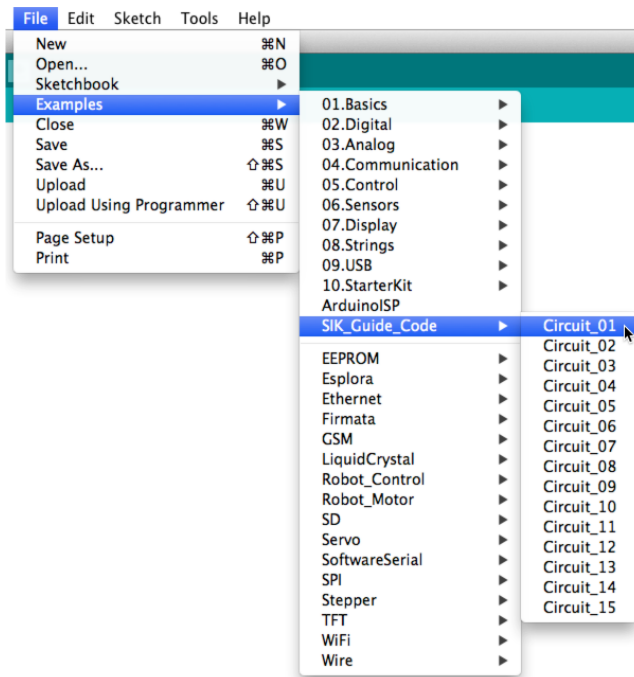 File Edit Sketch Tools Help
New ⌘N
Open... ⌘O
Sketchbook ▶
Examples ▶
Close ⌘W
Save ⌘S
Save As... ⇧⌘S
Upload ⌘U
Upload Using Programmer ⇧⌘U
Page Setup ⇧⌘P
Print ⌘P
01.Basics ▶
02.Digital ▶
03.Analog ▶
04.Communication ▶
05.Control ▶
06.Sensors ▶
07.Display ▶
08.Strings ▶
09.USB ▶
10.StarterKit ▶
ArduinoISP
SIK_Guide_Code ▶
EEPROM ▶
Esplora ▶
Ethernet ▶
Firmata ▶
GSM ▶
LiquidCrystal ▶
Robot_Control ▶
Robot_Motor ▶
SD ▶
Servo ▶
SoftwareSerial ▶
SPI ▶
Stepper ▶
TFT ▶
WiFi ▶
Wire ▶
Circuit_01
Circuit_02
Circuit_03
Circuit_04
Circuit_05
Circuit_06
Circuit_07
Circuit_08
Circuit_09
Circuit_10
Circuit_11
Circuit_12
Circuit_13
Circuit_14
Circuit_15